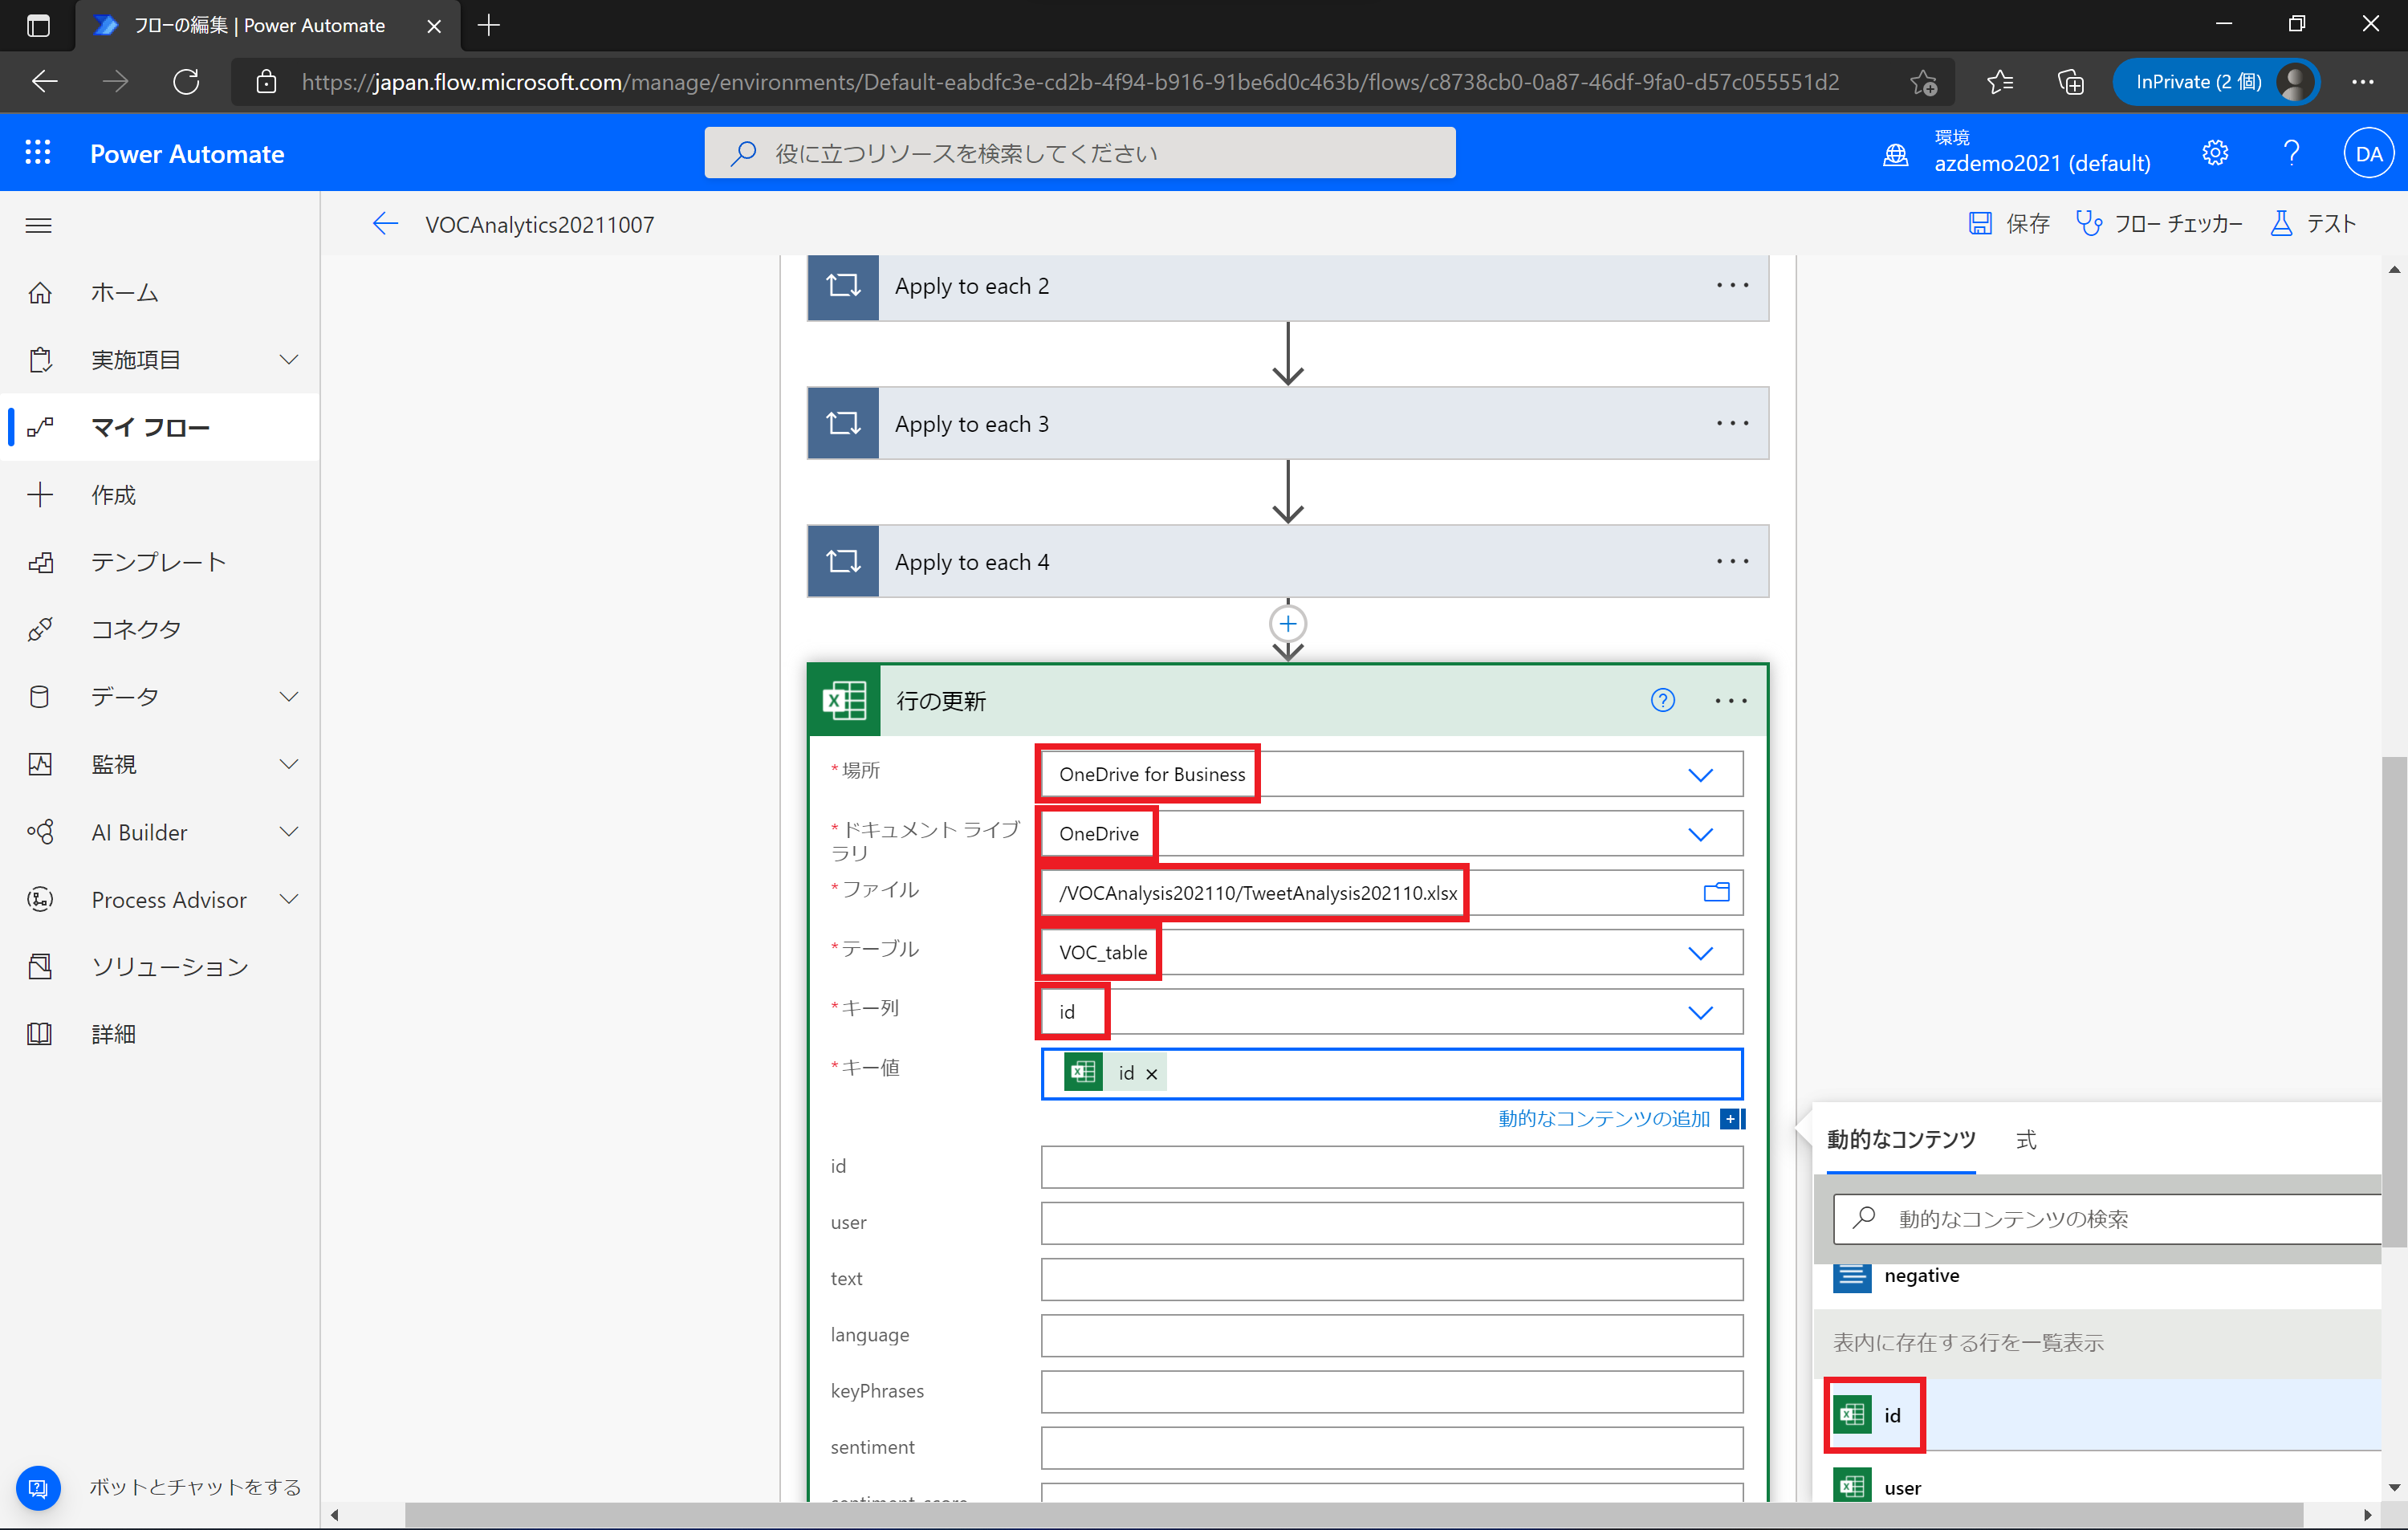 フローの編集 | Power Automate
https://japan.flow.microsoft.com/manage/environments/Default-eabdfc3e-cd2b-4f94-b916-91be6d0c463b/flows/c8738cb0-0a87-46df-9fa0-d57c055551d2
InPrivate (2 個)
Power Automate
役に立つリソースを検索してください
環境
azdemo2021 (default)
DA
VOCAnalytics20211007
保存
フロー チェッカー
テスト
ホーム
実施項目
マイ フロー
作成
テンプレート
コネクタ
データ
監視
AI Builder
Process Advisor
ソリューション
詳細
ボットとチャットをする
Apply to each 2
Apply to each 3
Apply to each 4
行の更新
*場所
OneDrive for Business
*ドキュメント ライブ
ラリ
OneDrive
*ファイル
/VOCAnalysis202110/TweetAnalysis202110.xlsx
*テーブル
VOC_table
*キー列
id
*キー値
id
動的なコンテンツの追加
id
user
text
language
keyPhrases
sentiment
動的なコンテンツ
式
動的なコンテンツの検索
negative
表内に存在する行を一覧表示
id
user